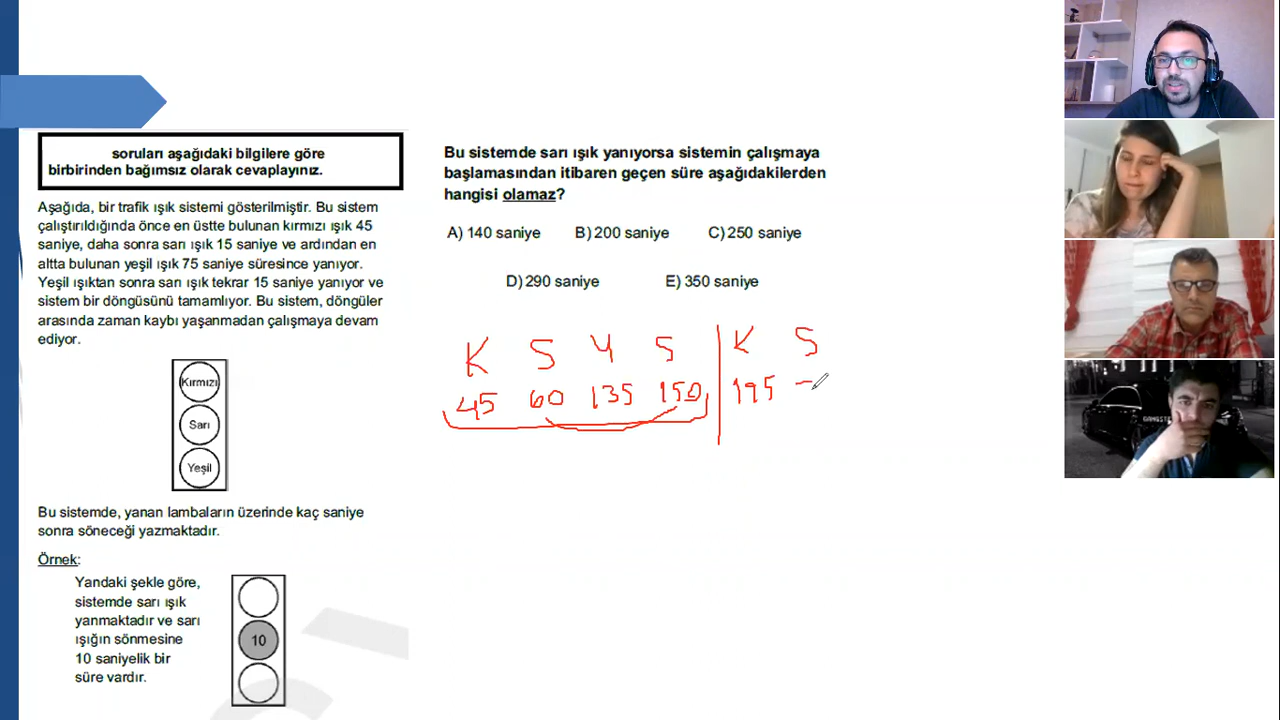 soruları aşağıdaki bilgilere göre
birbirinden bağımsız olarak cevaplayınız.
Aşağıda, bir trafik ışık sistemi gösterilmiştir. Bu sistem
çalıştırıldığında önce en üstte bulunan kırmızı ışık 45
saniye, daha sonra sarı ışık 15 saniye ve ardından en
altta bulunan yeşil ışık 75 saniye süresince yanıyor.
Yeşil ışıktan sonra sarı ışık tekrar 15 saniye yanıyor ve
sistem bir döngüsünü tamamlıyor. Bu sistem, döngüler
arasında zaman kaybı yaşanmadan çalışmaya devam
ediyor.
Kırmızı
Sarı
Yeşil
Bu sistemde, yanan lambaların üzerinde kaç saniye
sonra söneceği yazmaktadır.
Örnek:
Yandaki şekle göre,
sistemde sarı ışık
yanmaktadır ve sarı
ışığın sönmesine
10 saniyelik bir
süre vardır.
10
Bu sistemde sarı ışık yanıyorsa sistemin çalışmaya
başlamasından itibaren geçen süre aşağıdakilerden
hangisi olamaz?
A) 140 saniye B) 200 saniye C) 250 saniye
D) 290 saniye E) 350 saniye
K S Y S K S
45 60 135 150 195